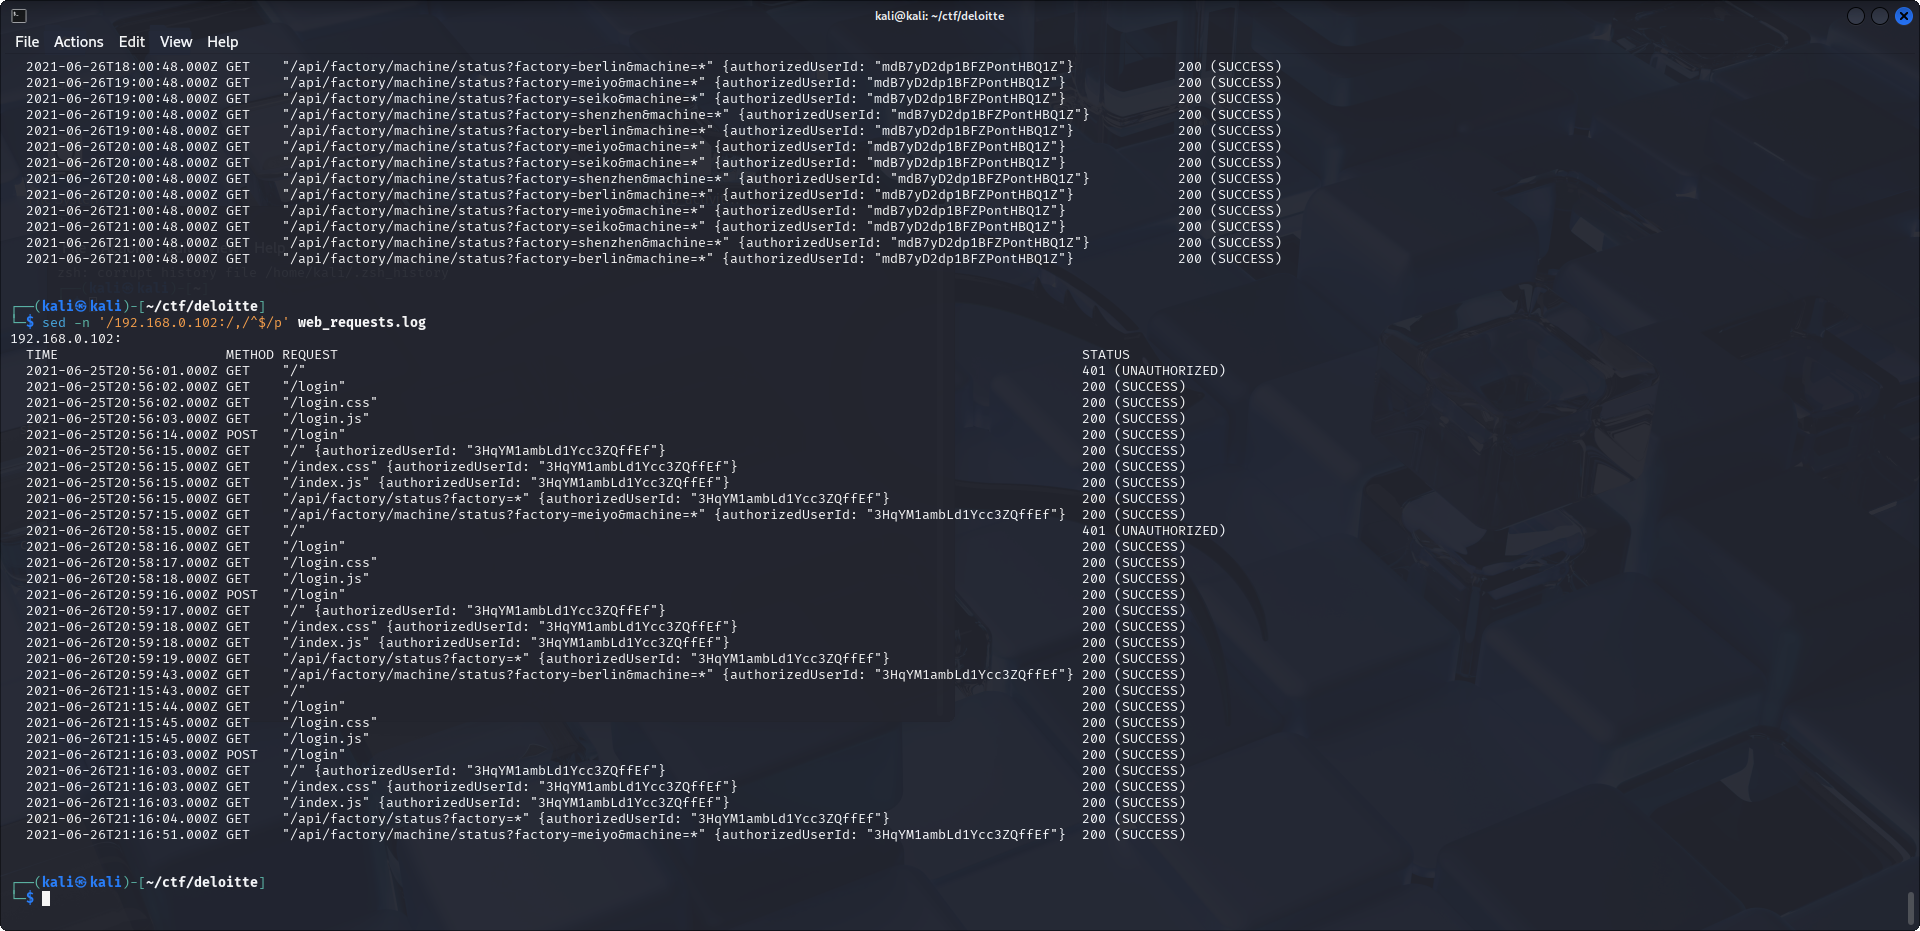 kali@kali: ~/ctf/deloitte
File Actions Edit View Help
2021-06-26T18:00:48.000Z GET "/api/factory/machine/status?factory=berlin&machine=*" {authorizedUserId: "mdB7yD2dp1BFZPontHBQ1Z"} 200 (SUCCESS)
2021-06-26T19:00:48.000Z GET "/api/factory/machine/status?factory=meiyo&machine=*" {authorizedUserId: "mdB7yD2dp1BFZPontHBQ1Z"} 200 (SUCCESS)
2021-06-26T19:00:48.000Z GET "/api/factory/machine/status?factory=seiko&machine=*" {authorizedUserId: "mdB7yD2dp1BFZPontHBQ1Z"} 200 (SUCCESS)
2021-06-26T19:00:48.000Z GET "/api/factory/machine/status?factory=shenzhen&machine=*" {authorizedUserId: "mdB7yD2dp1BFZPontHBQ1Z"} 200 (SUCCESS)
2021-06-26T19:00:48.000Z GET "/api/factory/machine/status?factory=berlin&machine=*" {authorizedUserId: "mdB7yD2dp1BFZPontHBQ1Z"} 200 (SUCCESS)
2021-06-26T20:00:48.000Z GET "/api/factory/machine/status?factory=meiyo&machine=*" {authorizedUserId: "mdB7yD2dp1BFZPontHBQ1Z"} 200 (SUCCESS)
2021-06-26T20:00:48.000Z GET "/api/factory/machine/status?factory=seiko&machine=*" {authorizedUserId: "mdB7yD2dp1BFZPontHBQ1Z"} 200 (SUCCESS)
2021-06-26T20:00:48.000Z GET "/api/factory/machine/status?factory=shenzhen&machine=*" {authorizedUserId: "mdB7yD2dp1BFZPontHBQ1Z"} 200 (SUCCESS)
2021-06-26T20:00:48.000Z GET "/api/factory/machine/status?factory=berlin&machine=*" {authorizedUserId: "mdB7yD2dp1BFZPontHBQ1Z"} 200 (SUCCESS)
2021-06-26T21:00:48.000Z GET "/api/factory/machine/status?factory=meiyo&machine=*" {authorizedUserId: "mdB7yD2dp1BFZPontHBQ1Z"} 200 (SUCCESS)
2021-06-26T21:00:48.000Z GET "/api/factory/machine/status?factory=seiko&machine=*" {authorizedUserId: "mdB7yD2dp1BFZPontHBQ1Z"} 200 (SUCCESS)
2021-06-26T21:00:48.000Z GET "/api/factory/machine/status?factory=shenzhen&machine=*" {authorizedUserId: "mdB7yD2dp1BFZPontHBQ1Z"} 200 (SUCCESS)
2021-06-26T21:00:48.000Z GET "/api/factory/machine/status?factory=berlin&machine=*" {authorizedUserId: "mdB7yD2dp1BFZPontHBQ1Z"} 200 (SUCCESS)
zsh: corrupt history file /home/kali/.zsh_history
┌──(kali㉿kali)-[~/ctf/deloitte]
└─$ sed -n '/192.168.0.102:/,/^$/p' web_requests.log
192.168.0.102:
TIME METHOD REQUEST STATUS
2021-06-25T20:56:01.000Z GET "/" 401 (UNAUTHORIZED)
2021-06-25T20:56:02.000Z GET "/login" 200 (SUCCESS)
2021-06-25T20:56:02.000Z GET "/login.css" 200 (SUCCESS)
2021-06-25T20:56:03.000Z GET "/login.js" 200 (SUCCESS)
2021-06-25T20:56:14.000Z POST "/login" 200 (SUCCESS)
2021-06-25T20:56:15.000Z GET "/" {authorizedUserId: "3HqYM1ambLd1Ycc3ZQffEf"} 200 (SUCCESS)
2021-06-25T20:56:15.000Z GET "/index.css" {authorizedUserId: "3HqYM1ambLd1Ycc3ZQffEf"} 200 (SUCCESS)
2021-06-25T20:56:15.000Z GET "/index.js" {authorizedUserId: "3HqYM1ambLd1Ycc3ZQffEf"} 200 (SUCCESS)
2021-06-25T20:56:15.000Z GET "/api/factory/status?factory=*" {authorizedUserId: "3HqYM1ambLd1Ycc3ZQffEf"} 200 (SUCCESS)
2021-06-25T20:57:15.000Z GET "/api/factory/machine/status?factory=meiyo&machine=*" {authorizedUserId: "3HqYM1ambLd1Ycc3ZQffEf"} 200 (SUCCESS)
2021-06-26T20:58:15.000Z GET "/" 401 (UNAUTHORIZED)
2021-06-26T20:58:16.000Z GET "/login" 200 (SUCCESS)
2021-06-26T20:58:17.000Z GET "/login.css" 200 (SUCCESS)
2021-06-26T20:58:18.000Z GET "/login.js" 200 (SUCCESS)
2021-06-26T20:59:16.000Z POST "/login" 200 (SUCCESS)
2021-06-26T20:59:17.000Z GET "/" {authorizedUserId: "3HqYM1ambLd1Ycc3ZQffEf"} 200 (SUCCESS)
2021-06-26T20:59:18.000Z GET "/index.css" {authorizedUserId: "3HqYM1ambLd1Ycc3ZQffEf"} 200 (SUCCESS)
2021-06-26T20:59:18.000Z GET "/index.js" {authorizedUserId: "3HqYM1ambLd1Ycc3ZQffEf"} 200 (SUCCESS)
2021-06-26T20:59:19.000Z GET "/api/factory/status?factory=*" {authorizedUserId: "3HqYM1ambLd1Ycc3ZQffEf"} 200 (SUCCESS)
2021-06-26T20:59:43.000Z GET "/api/factory/machine/status?factory=berlin&machine=*" {authorizedUserId: "3HqYM1ambLd1Ycc3ZQffEf"} 200 (SUCCESS)
2021-06-26T21:15:43.000Z GET "/" 200 (SUCCESS)
2021-06-26T21:15:44.000Z GET "/login" 200 (SUCCESS)
2021-06-26T21:15:45.000Z GET "/login.css" 200 (SUCCESS)
2021-06-26T21:15:45.000Z GET "/login.js" 200 (SUCCESS)
2021-06-26T21:16:03.000Z POST "/login" 200 (SUCCESS)
2021-06-26T21:16:03.000Z GET "/" {authorizedUserId: "3HqYM1ambLd1Ycc3ZQffEf"} 200 (SUCCESS)
2021-06-26T21:16:03.000Z GET "/index.css" {authorizedUserId: "3HqYM1ambLd1Ycc3ZQffEf"} 200 (SUCCESS)
2021-06-26T21:16:03.000Z GET "/index.js" {authorizedUserId: "3HqYM1ambLd1Ycc3ZQffEf"} 200 (SUCCESS)
2021-06-26T21:16:04.000Z GET "/api/factory/status?factory=*" {authorizedUserId: "3HqYM1ambLd1Ycc3ZQffEf"} 200 (SUCCESS)
2021-06-26T21:16:51.000Z GET "/api/factory/machine/status?factory=meiyo&machine=*" {authorizedUserId: "3HqYM1ambLd1Ycc3ZQffEf"} 200 (SUCCESS)
┌──(kali㉿kali)-[~/ctf/deloitte]
└─$